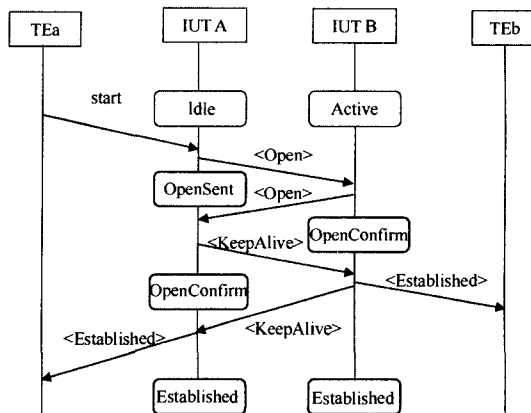 TEa
IUT A
IUT B
TEb
start
Idle
Active
<Open>
OpenSent
<Open>
<KeepAlive>
OpenConfirm
OpenConfirm
<Established>
<Established>
<KeepAlive>
Established
Established